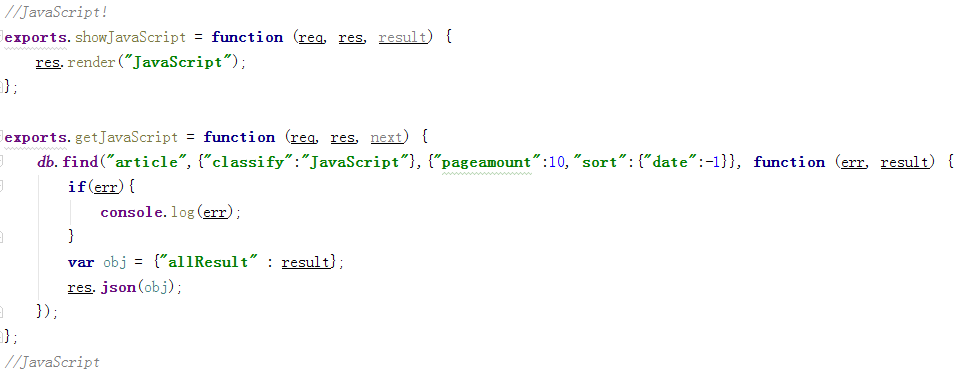 //JavaScript!
exports.showJavaScript = function (req, res, result) {
    res.render("JavaScript");
};
exports.getJavaScript = function (req, res, next) {
    db.find("article",{"classify":"JavaScript"},{"pageamount":10,"sort":{"date":-1}}, function (err, result) {
        if(err){
            console.log(err);
        }
        var obj = {"allResult" : result};
        res.json(obj);
    });
};
//JavaScript